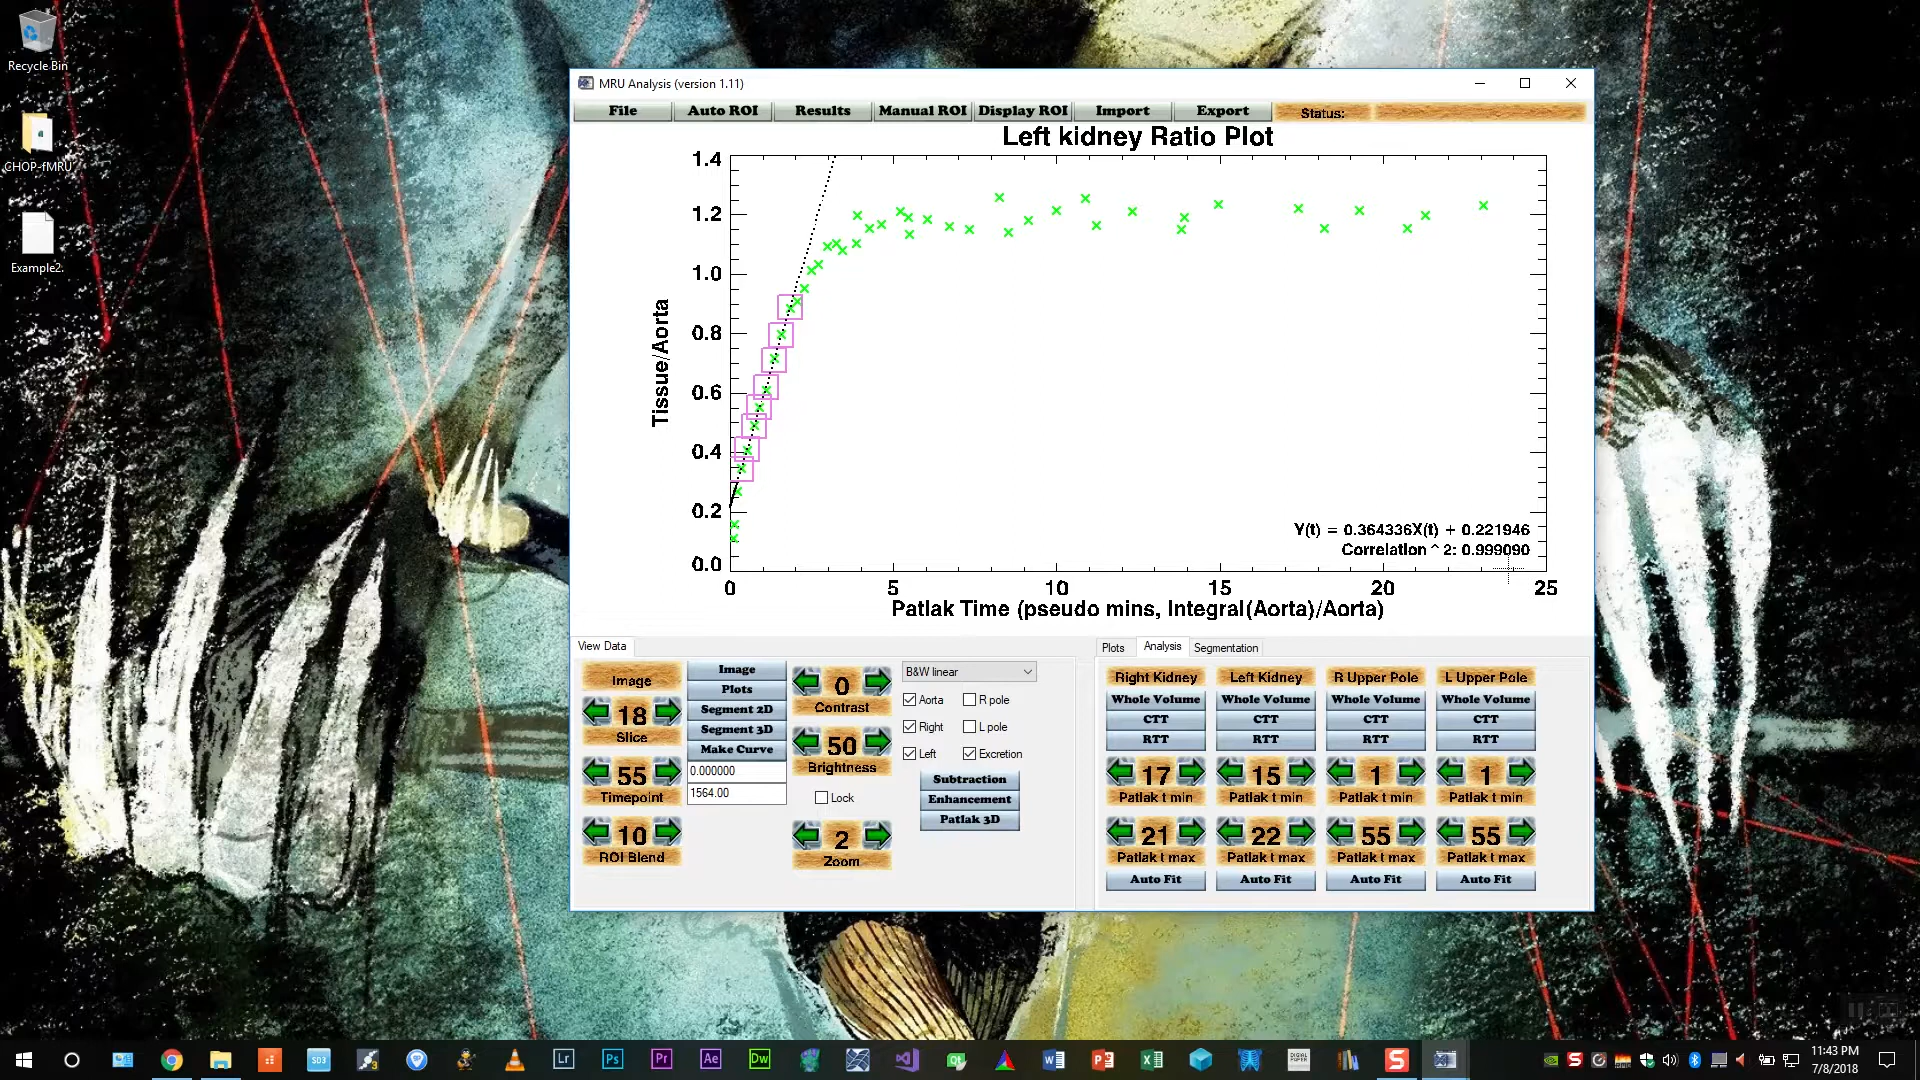 Recycle Bin
CHOP-fMRU
Example2.
MRU Analysis (version 1.11)
File Auto ROI Results Manual ROI Display ROI Import Export Status:
Left kidney Ratio Plot
1.4
1.2
1.0
0.8
0.6
0.4
0.2
0.0
Tissue/Aorta
Y(t) = 0.364336X(t) + 0.221946
Correlation ^ 2: 0.999090
0 5 10 15 20 25
Patlak Time (pseudo mins, Integral(Aorta)/Aorta)
View Data
Image
18
Slice
55
Timepoint
10
ROI Blend
Image
Plots
Segment 2D
Segment 3D
Make Curve
0.000000
1564.00
0
Contrast
50
Brightness
Lock
2
Zoom
B&W linear
Aorta R pole
Right L pole
Left Excretion
Subtraction
Enhancement
Patlak 3D
Plots Analysis Segmentation
Right Kidney Left Kidney R Upper Pole L Upper Pole
Whole Volume Whole Volume Whole Volume Whole Volume
CTT CTT CTT CTT
RTT RTT RTT RTT
17 15 1 1
Patlak t min Patlak t min Patlak t min Patlak t min
21 22 55 55
Patlak t max Patlak t max Patlak t max Patlak t max
Auto Fit Auto Fit Auto Fit Auto Fit
SD3 Lr Ps Pr Ae Dw
DIGITAL PAPER
11:43 PM
7/8/2018